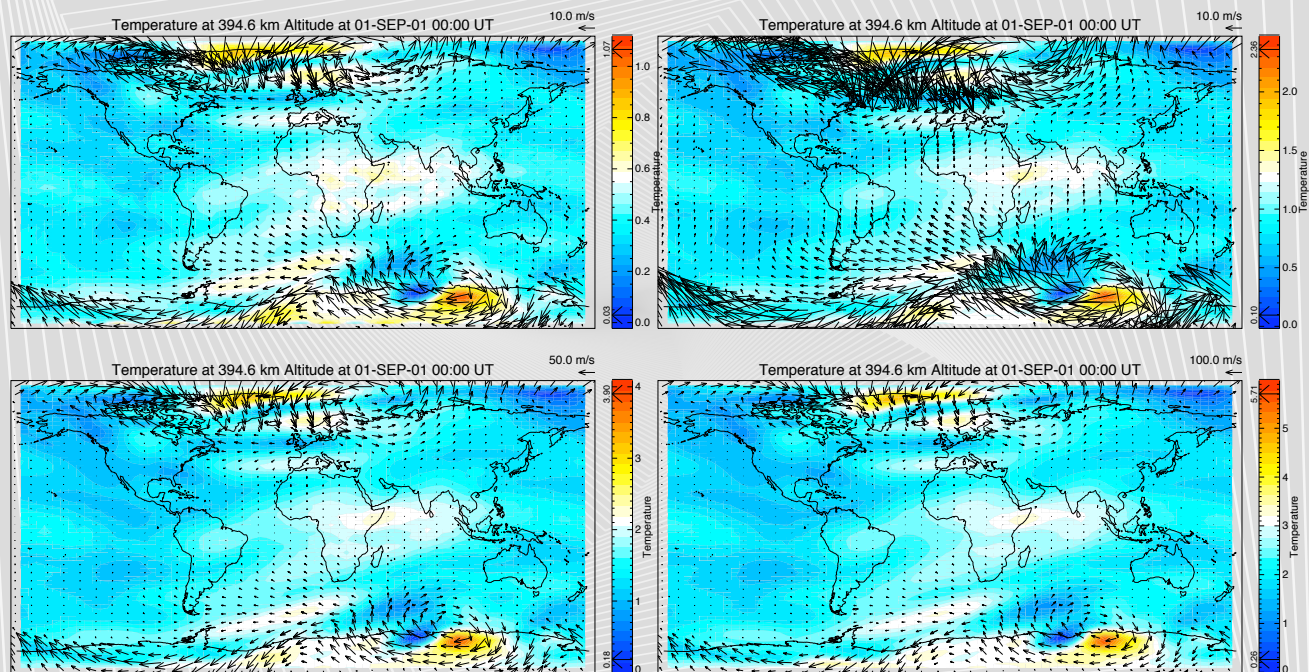 10.0 m/s
Temperature at 394.6 km Altitude at 01-SEP-01 00:00 UT
1.07
1.0
0.8
0.6
0.4
0.2
0.0
0.03
Temperature
10.0 m/s
Temperature at 394.6 km Altitude at 01-SEP-01 00:00 UT
2.36
2.0
1.5
1.0
0.5
0.0
0.10
Temperature
50.0 m/s
Temperature at 394.6 km Altitude at 01-SEP-01 00:00 UT
3.90
4
3
2
1
0
0.18
Temperature
100.0 m/s
Temperature at 394.6 km Altitude at 01-SEP-01 00:00 UT
5.71
5
4
3
2
1
0
0.26
Temperature